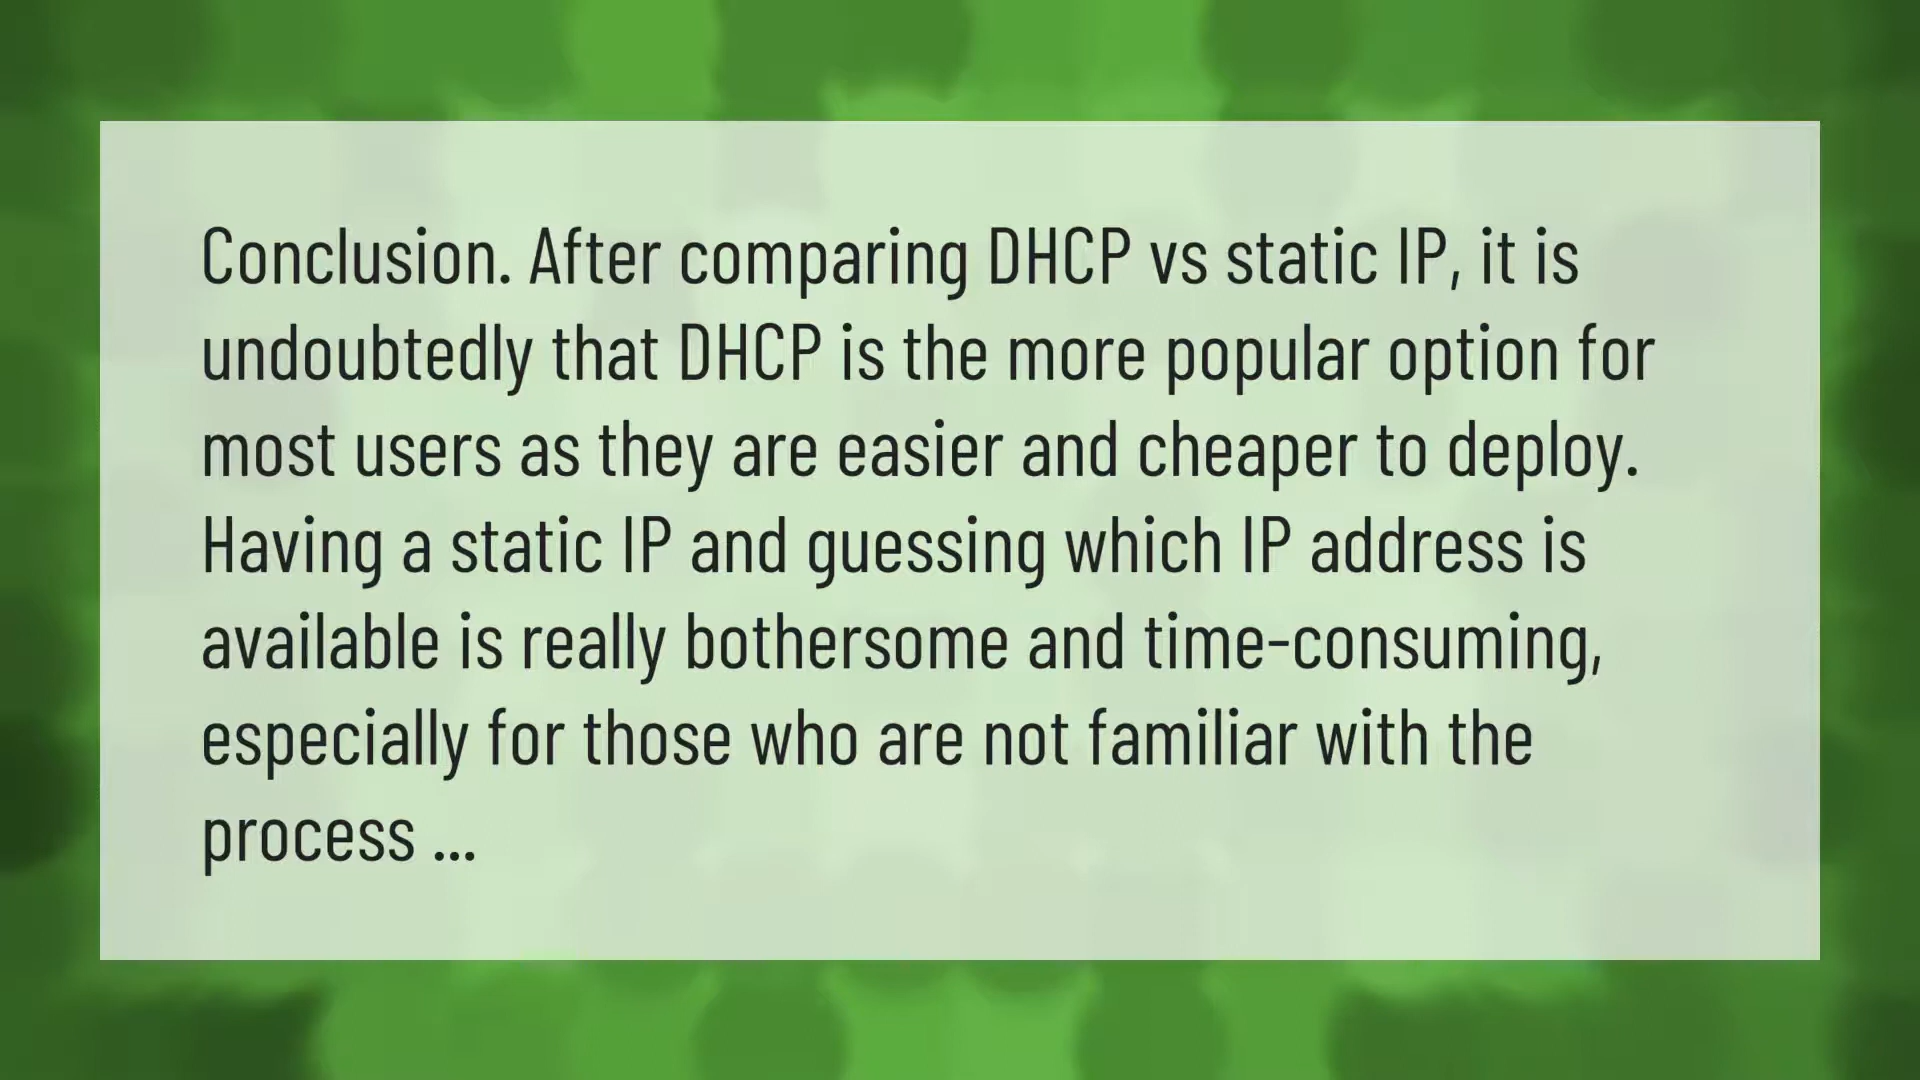 Conclusion. After comparing DHCP vs static IP, it is
undoubtedly that DHCP is the more popular option for
most users as they are easier and cheaper to deploy.
Having a static IP and guessing which IP address is
available is really bothersome and time-consuming,
especially for those who are not familiar with the
process ...